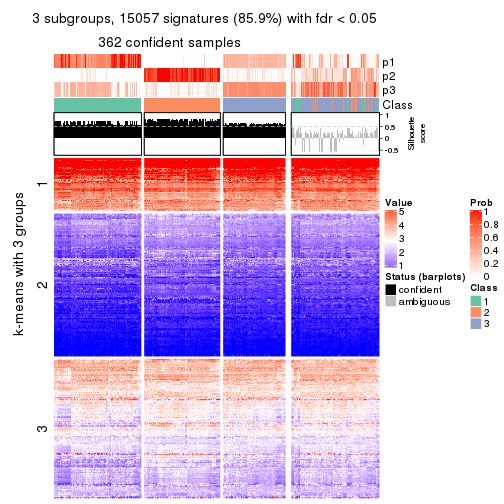 3 subgroups, 15057 signatures (85.9%) with fdr < 0.05
362 confident samples
p1
p2
p3
Class
1
0.5
0
-0.5
Silhouette
score
k-means with 3 groups
1
2
3
Value
5
4
3
2
1
Status (barplots)
confident
ambiguous
Prob
1
0.8
0.6
0.4
0.2
0
Class
1
2
3